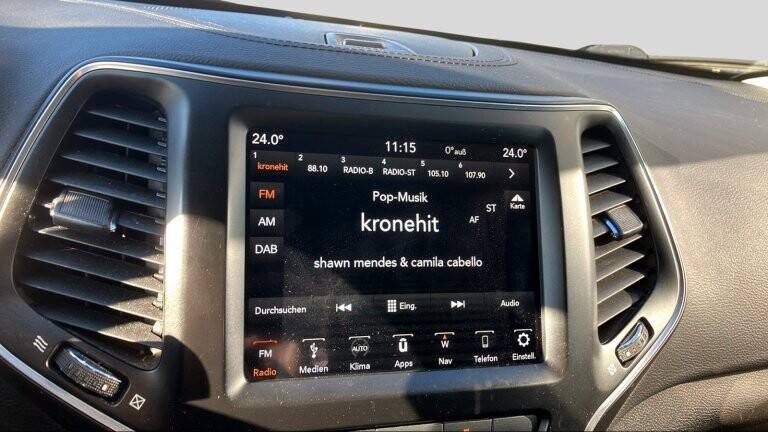 24.0° 11:15 0°auß 24.0°
1 kronehit 2 88.10 3 RADIO-B 4 RADIO-ST 5 105.10 6 107.90
FM
Pop-Musik
Karte
AM
kronehit
AF ST
DAB
shawn mendes & camila cabello
Durchsuchen Eing. Audio
FM AUTO W
Radio Medien Klima Apps Nav Telefon Einstell.